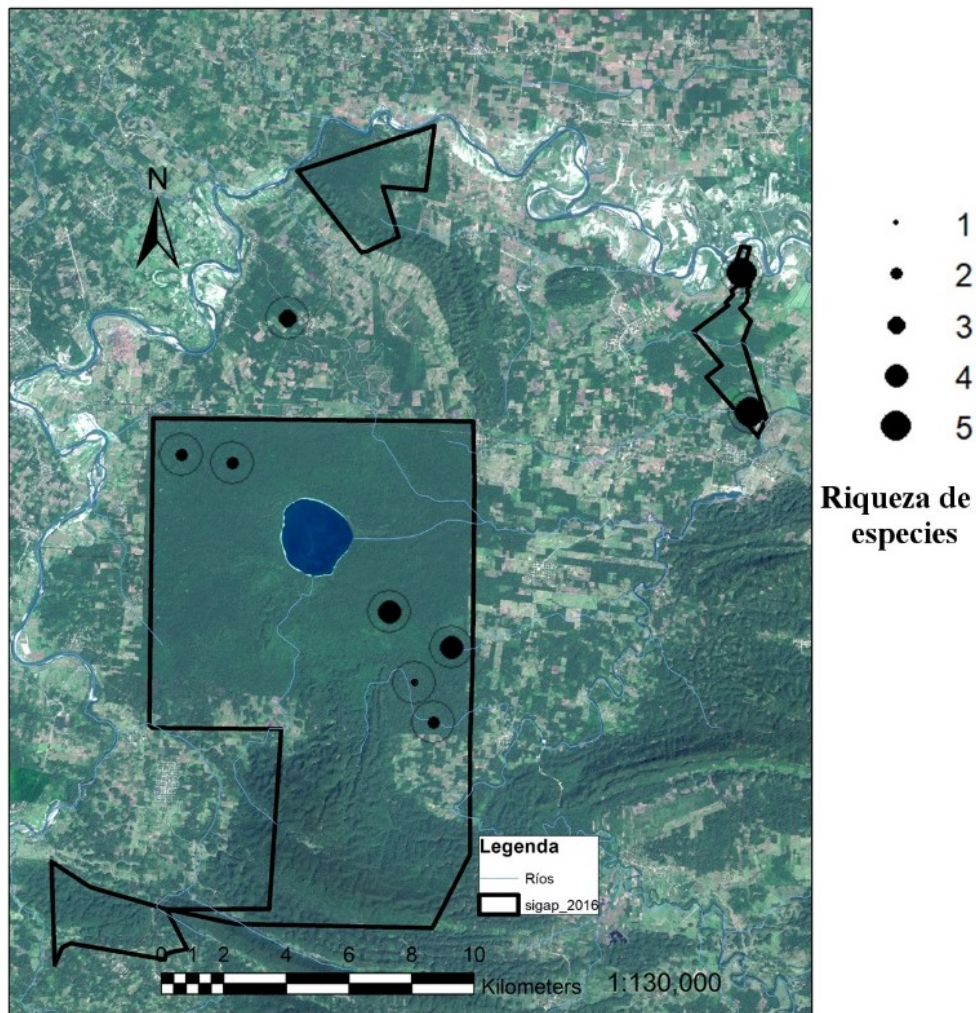 N
1
2
3
4
5
Riqueza de
especies
Legenda
Ríos
sigap_2016
0 1 2 4 6 8 10
Kilometers 1:130,000